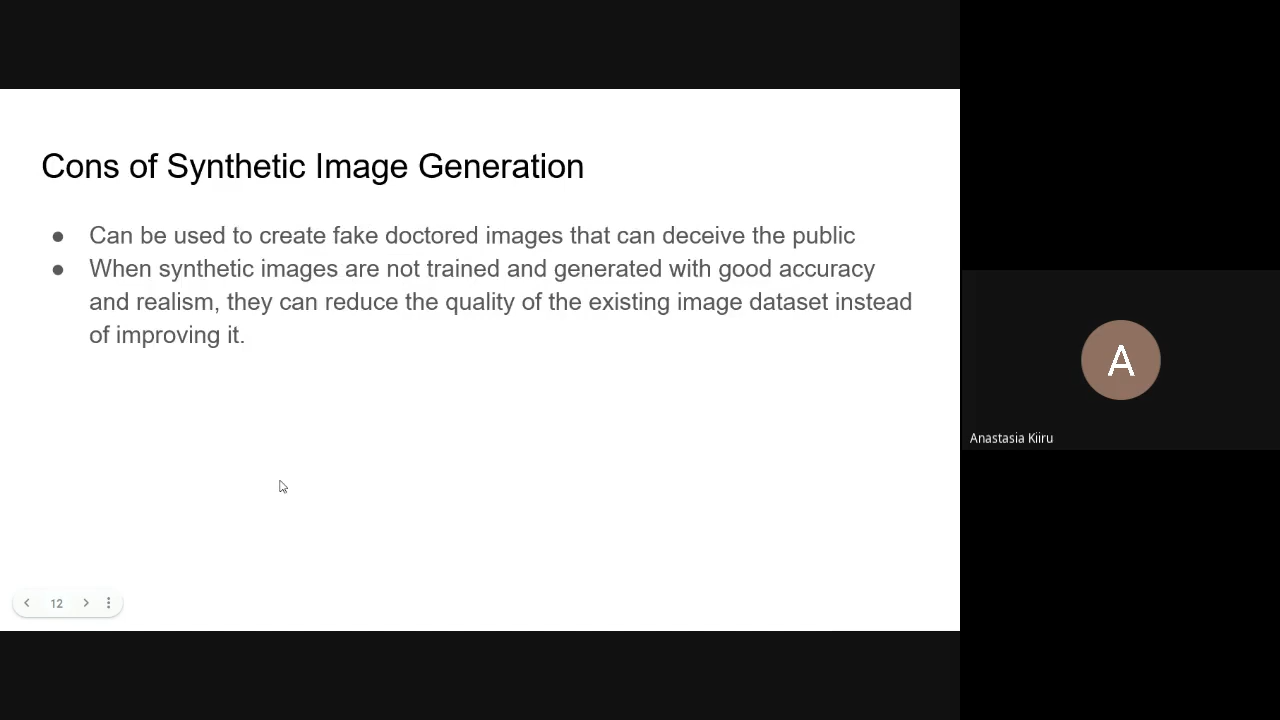 Cons of Synthetic Image Generation
● Can be used to create fake doctored images that can deceive the public
● When synthetic images are not trained and generated with good accuracy
and realism, they can reduce the quality of the existing image dataset instead
of improving it.
12
A
Anastasia Kiiru